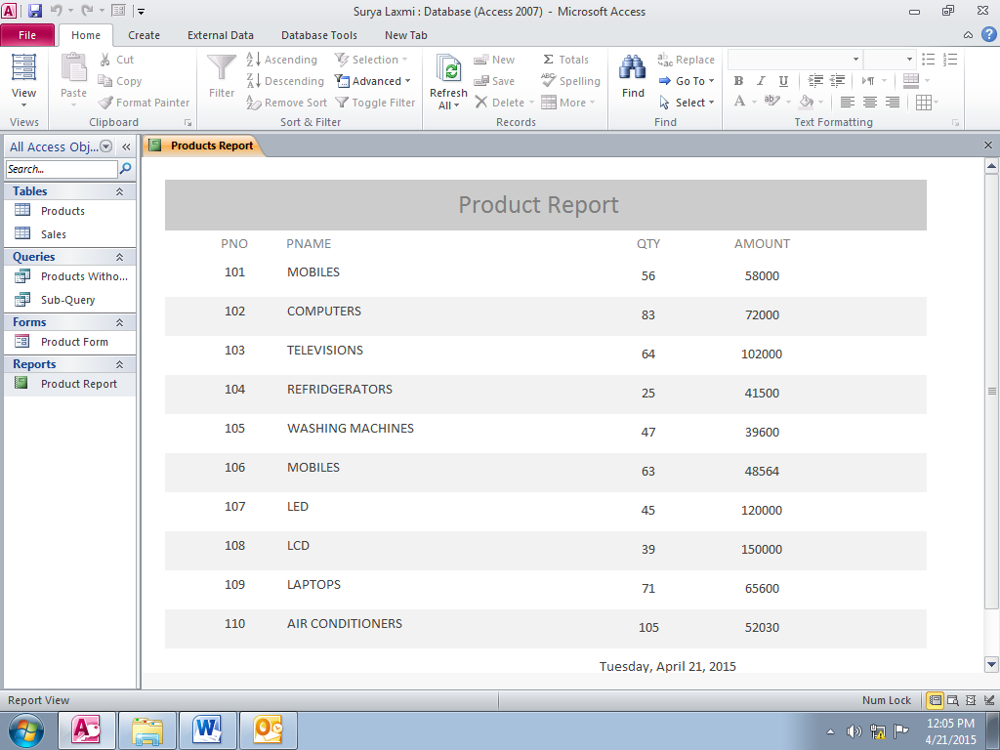 Surya Laxmi : Database (Access 2007) - Microsoft Access
File Home Create External Data Database Tools New Tab
View Paste Cut Copy Format Painter
Filter Ascending Descending Remove Sort Selection Advanced Toggle Filter
Refresh All New Save Delete Totals Spelling More
Find Replace Go To Select
B I U
A ab
Views Clipboard Sort & Filter Records Find Text Formatting
All Access Obj...
Search...
Tables
Products
Sales
Queries
Products Witho...
Sub-Query
Forms
Product Form
Reports
Product Report
Products Report
Product Report
PNO PNAME QTY AMOUNT
101 MOBILES 56 58000
102 COMPUTERS 83 72000
103 TELEVISIONS 64 102000
104 REFRIDGERATORS 25 41500
105 WASHING MACHINES 47 39600
106 MOBILES 63 48564
107 LED 45 120000
108 LCD 39 150000
109 LAPTOPS 71 65600
110 AIR CONDITIONERS 105 52030
Tuesday, April 21, 2015
Report View Num Lock
12:05 PM
4/21/2015